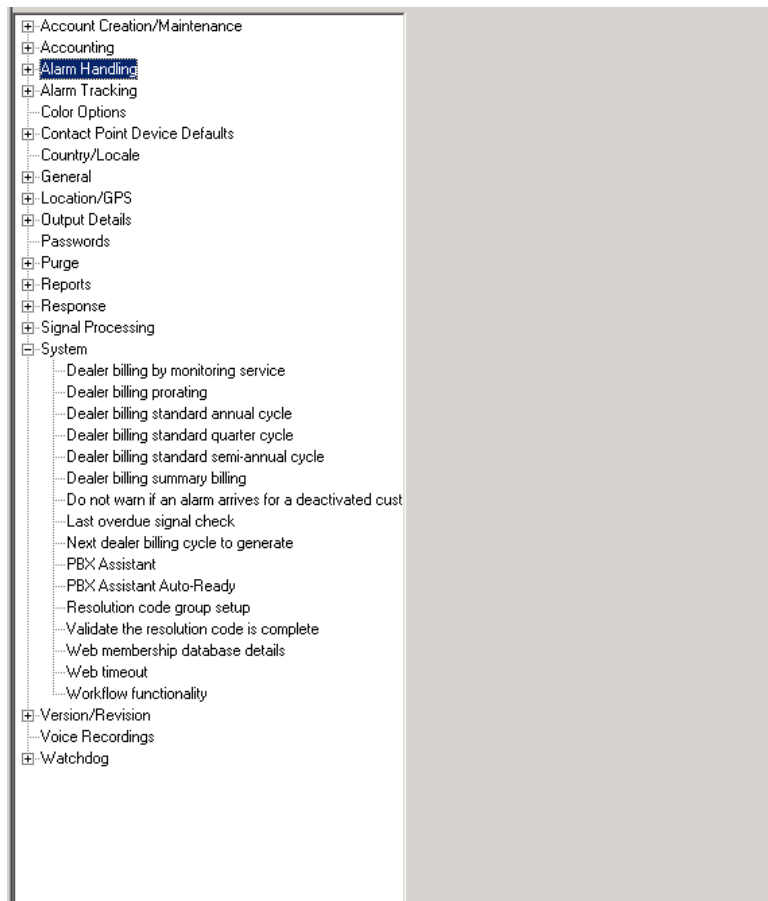 Account Creation/Maintenance
Accounting
Alarm Handling
Alarm Tracking
Color Options
Contact Point Device Defaults
Country/Locale
General
Location/GPS
Output Details
Passwords
Purge
Reports
Response
Signal Processing
System
Dealer billing by monitoring service
Dealer billing prorating
Dealer billing standard annual cycle
Dealer billing standard quarter cycle
Dealer billing standard semi-annual cycle
Dealer billing summary billing
Do not warn if an alarm arrives for a deactivated cust
Last overdue signal check
Next dealer billing cycle to generate
PBX Assistant
PBX Assistant Auto-Ready
Resolution code group setup
Validate the resolution code is complete
Web membership database details
Web timeout
Workflow functionality
Version/Revision
Voice Recordings
Watchdog